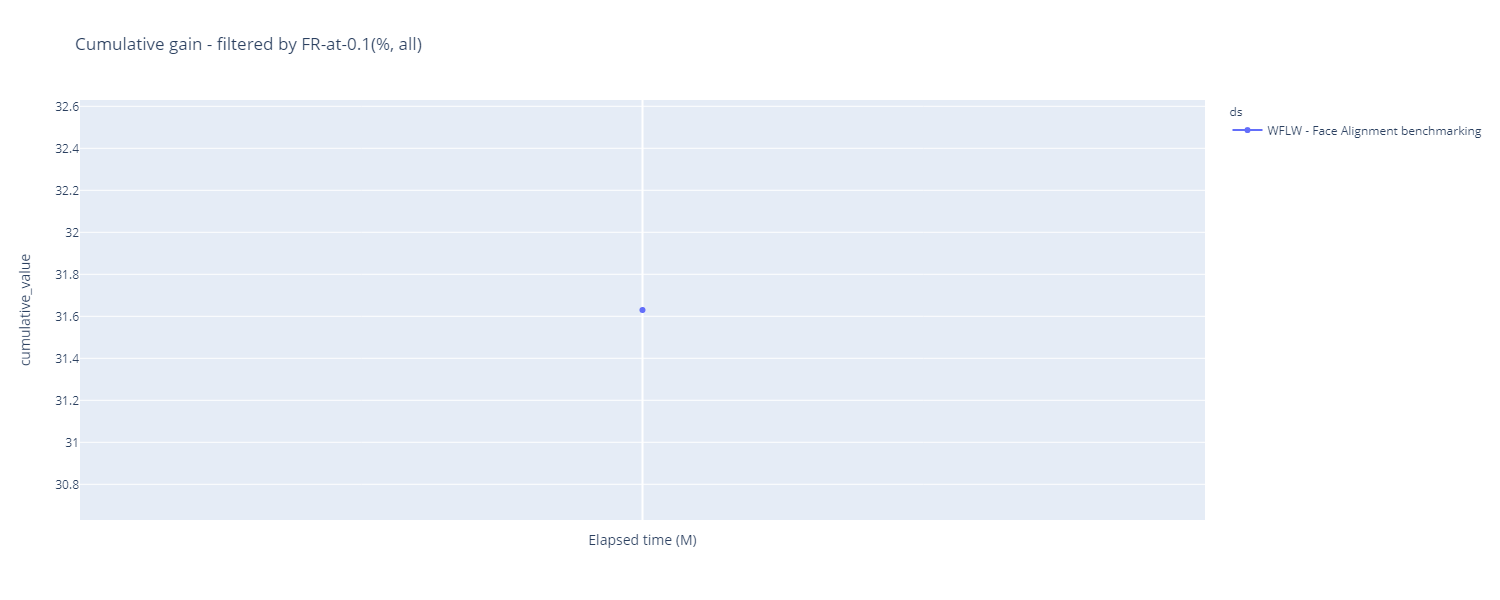 Cumulative gain - filtered by FR-at-0.1(%, all)
32.6
32.4
32.2
32
31.8
31.6
31.4
31.2
31
30.8
cumulative_value
Elapsed time (M)
ds
WFLW - Face Alignment benchmarking